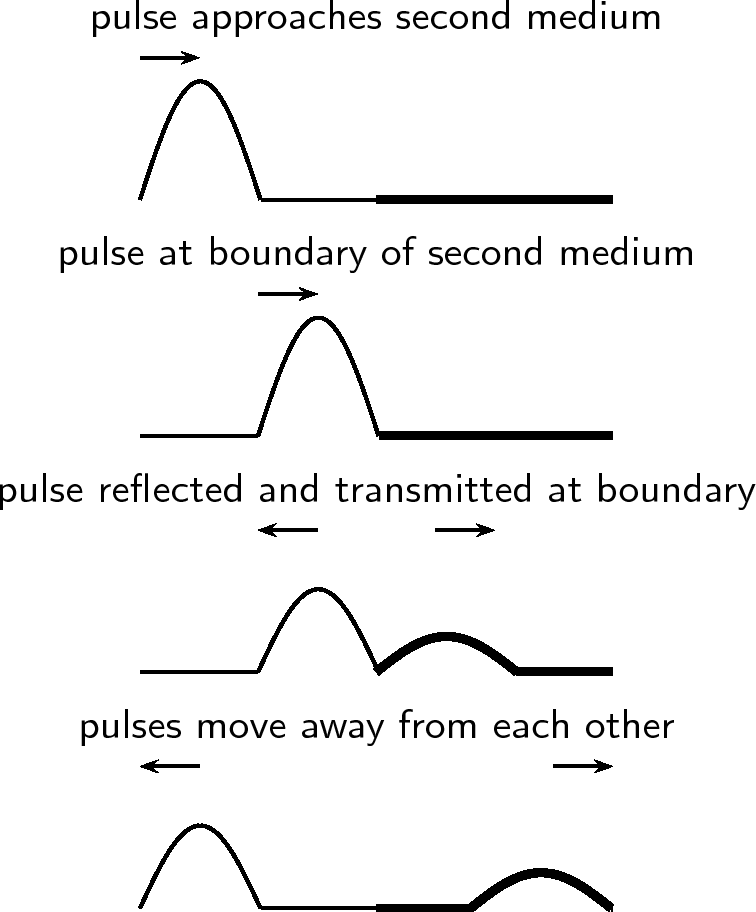 pulse approaches second medium
pulse at boundary of second medium
pulse reflected and transmitted at boundary
pulses move away from each other